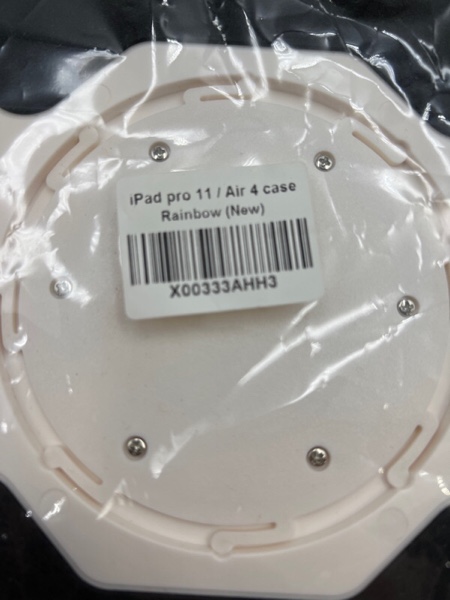 iPad pro 11 / Air 4 case
Rainbow (New)
X00333AHH3